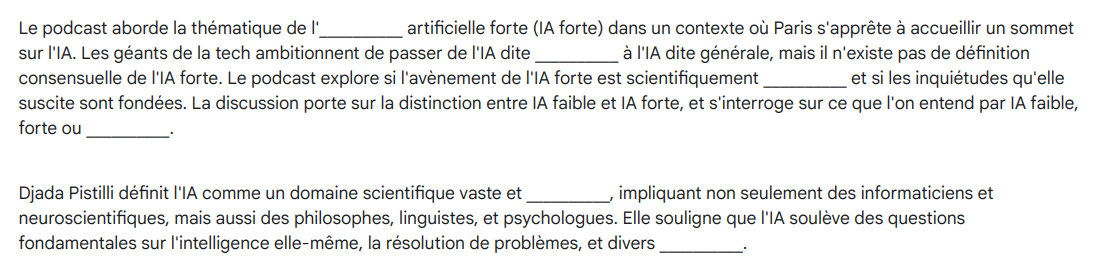 Le podcast aborde la thématique de l'__________ artificielle forte (IA forte) dans un contexte où Paris s'apprête à accueillir un sommet
sur l'IA. Les géants de la tech ambitionnent de passer de l'IA dite __________ à l'IA dite générale, mais il n'existe pas de définition
consensuelle de l'IA forte. Le podcast explore si l'avènement de l'IA forte est scientifiquement __________ et si les inquiétudes qu'elle
suscite sont fondées. La discussion porte sur la distinction entre IA faible et IA forte, et s'interroge sur ce que l'on entend par IA faible,
forte ou __________.
Djada Pistilli définit l'IA comme un domaine scientifique vaste et __________, impliquant non seulement des informaticiens et
neuroscientifiques, mais aussi des philosophes, linguistes, et psychologues. Elle souligne que l'IA soulève des questions
fondamentales sur l'intelligence elle-même, la résolution de problèmes, et divers __________.